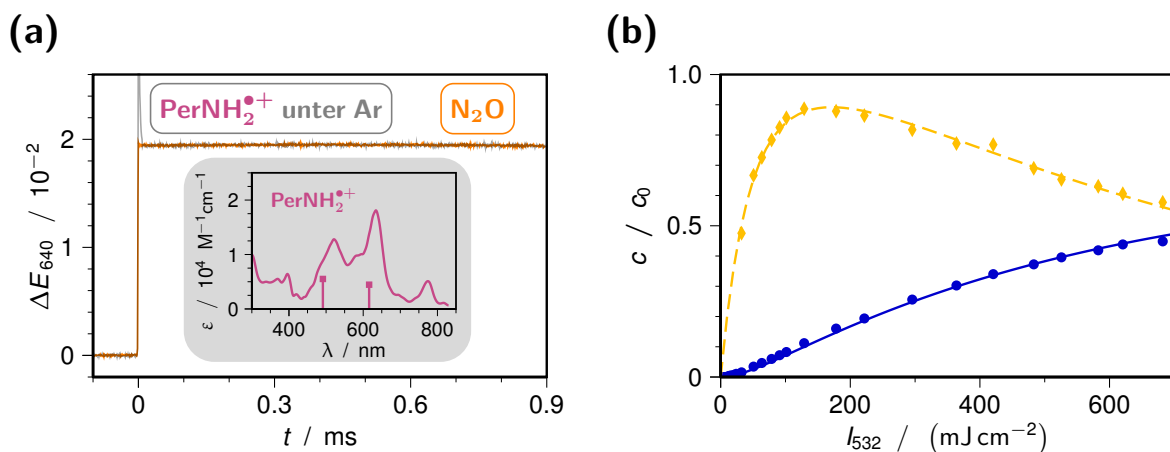 (a)
PerNH₂•⁺ unter Ar
N₂O
ΔE₆₄₀ / 10⁻²
2
1
0
0
0.3
0.6
0.9
t / ms
PerNH₂•⁺
ε / 10⁴ M⁻¹cm⁻¹
2
1
0
400
600
800
λ / nm
(b)
c / c₀
1.0
0.5
0
0
200
400
600
I₅₃₂ / (mJ cm⁻²)